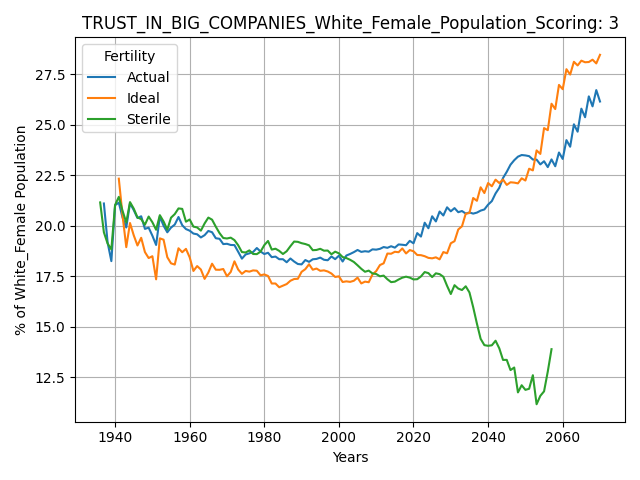 TRUST_IN_BIG_COMPANIES_White_Female_Population_Scoring: 3
Fertility
Actual
Ideal
Sterile
% of White_Female Population
27.5
25.0
22.5
20.0
17.5
15.0
12.5
1940 1960 1980 2000 2020 2040 2060
Years